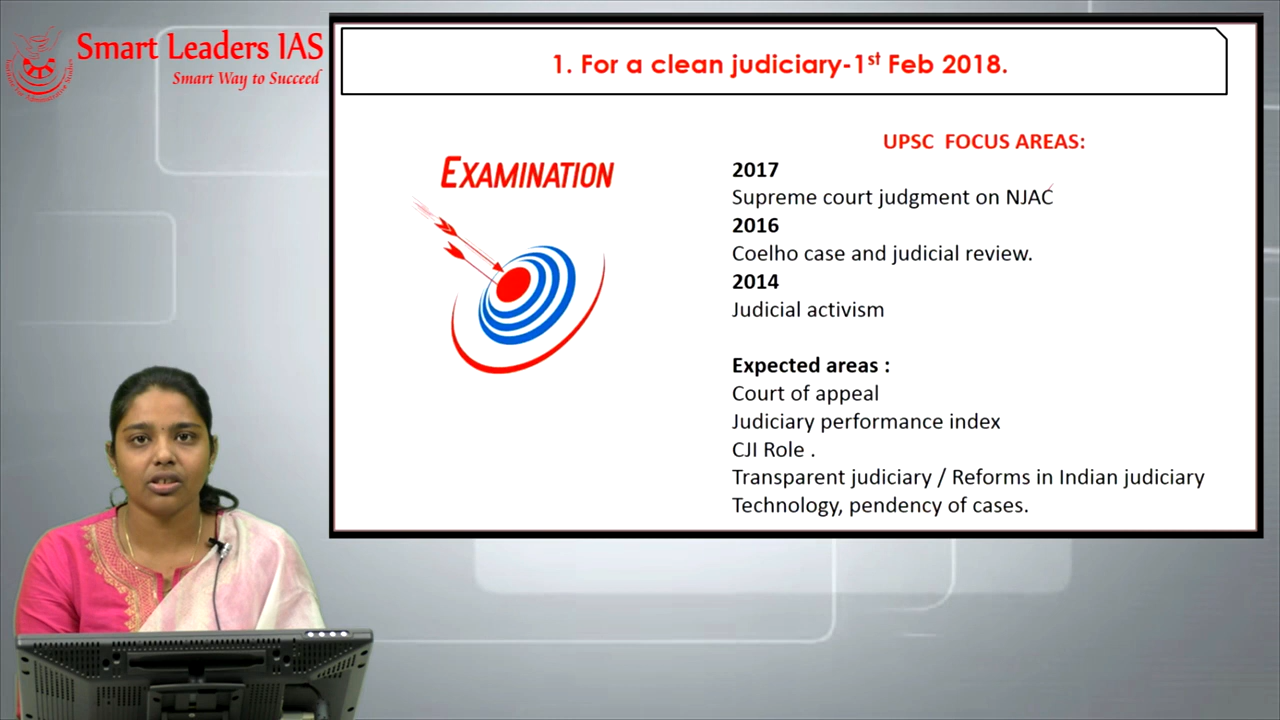 Smart Leaders IAS
Smart Way to Succeed
1. For a clean judiciary-1st Feb 2018.
EXAMINATION
UPSC FOCUS AREAS:
2017
Supreme court judgment on NJAC
2016
Coelho case and judicial review.
2014
Judicial activism
Expected areas :
Court of appeal
Judiciary performance index
CJI Role .
Transparent judiciary / Reforms in Indian judiciary
Technology, pendency of cases.